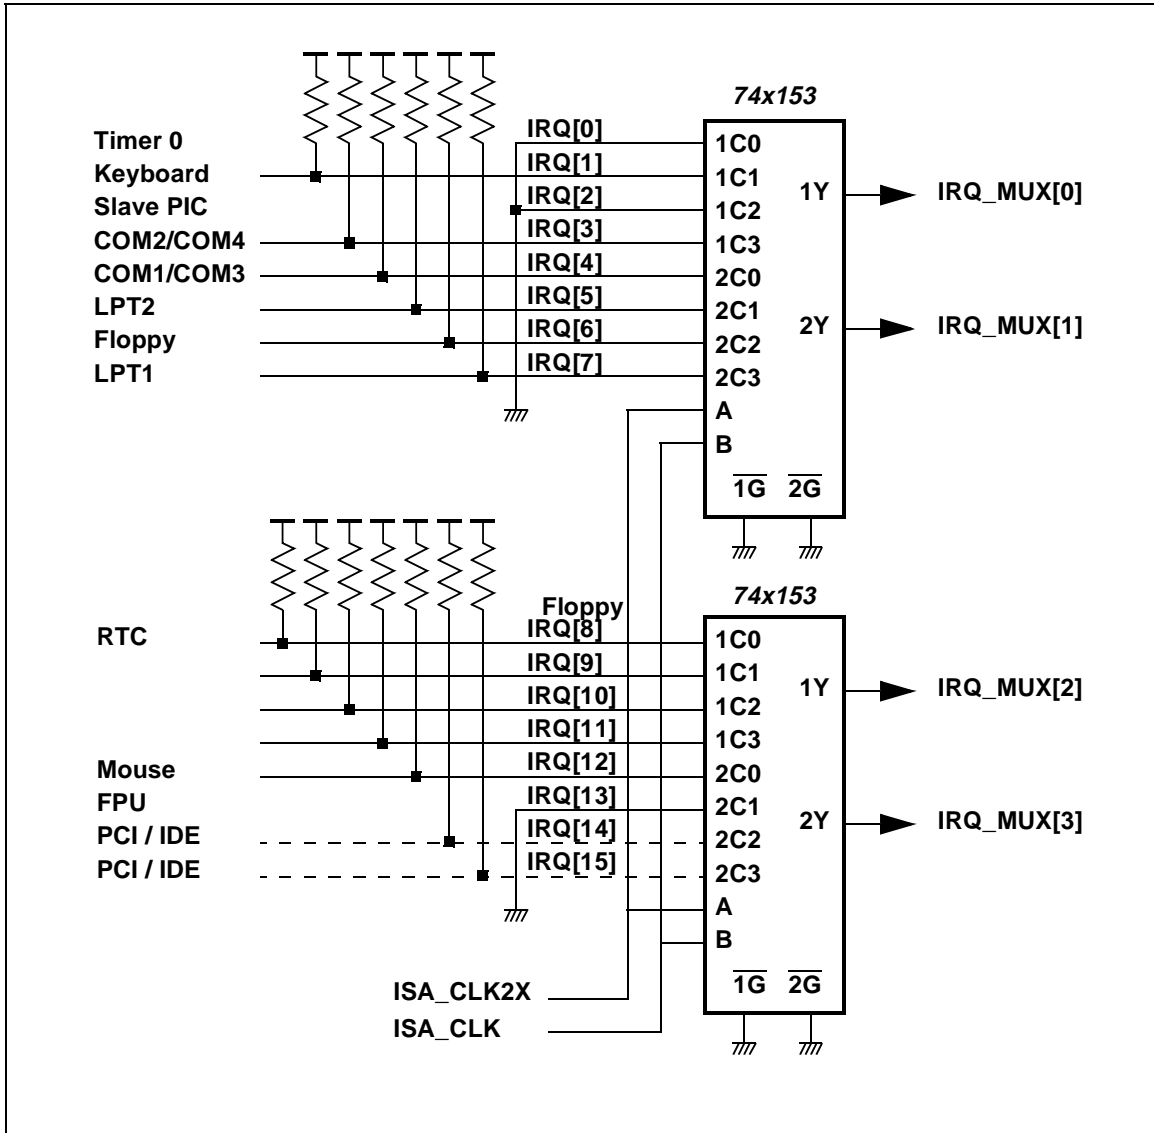 74x153
Timer 0 IRQ[0] 1C0
Keyboard IRQ[1] 1C1
1Y IRQ_MUX[0]
Slave PIC IRQ[2] 1C2
COM2/COM4 IRQ[3] 1C3
COM1/COM3 IRQ[4] 2C0
LPT2 IRQ[5] 2C1
2Y IRQ_MUX[1]
Floppy IRQ[6] 2C2
LPT1 IRQ[7] 2C3
A
B
1G 2G
74x153
Floppy
RTC IRQ[8] 1C0
IRQ[9] 1C1
1Y IRQ_MUX[2]
IRQ[10] 1C2
IRQ[11] 1C3
Mouse IRQ[12] 2C0
FPU IRQ[13] 2C1
2Y IRQ_MUX[3]
PCI / IDE IRQ[14] 2C2
PCI / IDE IRQ[15] 2C3
A
B
1G 2G
ISA_CLK2X
ISA_CLK